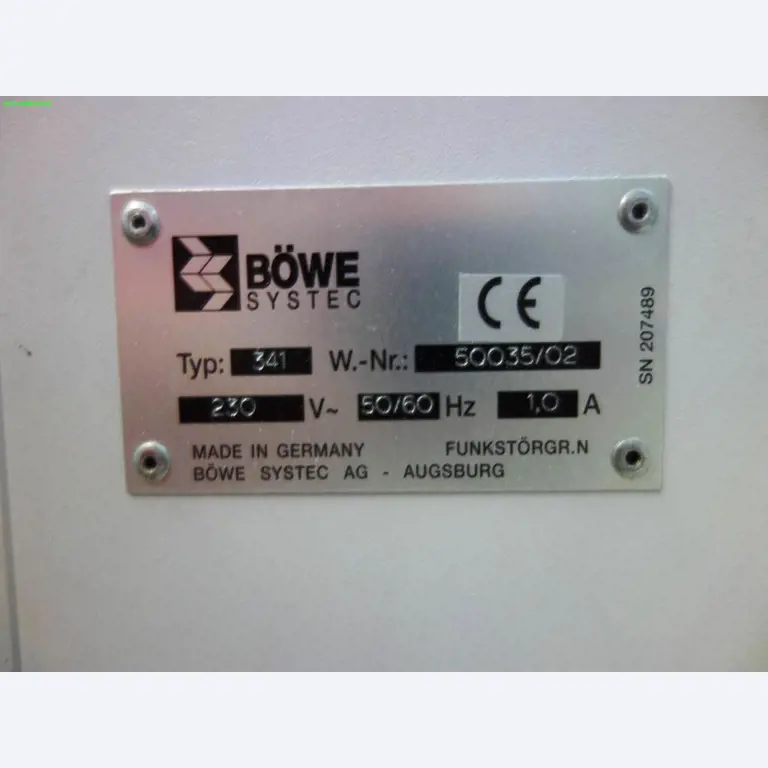 BÖWE
SYSTEC
CE
Typ: 341 W.-Nr.: 50035/02
230 V~ 50/60 Hz 1,0 A
MADE IN GERMANY FUNKSTÖRGR.N
BÖWE SYSTEC AG - AUGSBURG
SN 207489